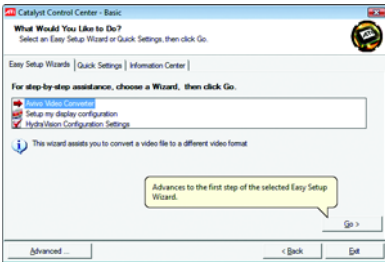 ATI Catalyst Control Center - Basic
What Would You Like to Do?
Select an Easy Setup Wizard or Quick Settings, then click Go.
Easy Setup Wizards | Quick Settings | Information Center
For step-by-step assistance, choose a Wizard, then click Go.
Avivo Video Converter
Setup my display configuration
HydraVision Configuration Settings
This wizard assists you to convert a video file to a different video format
Advances to the first step of the selected Easy Setup
Wizard.
Go >
Advanced ... < Back Exit